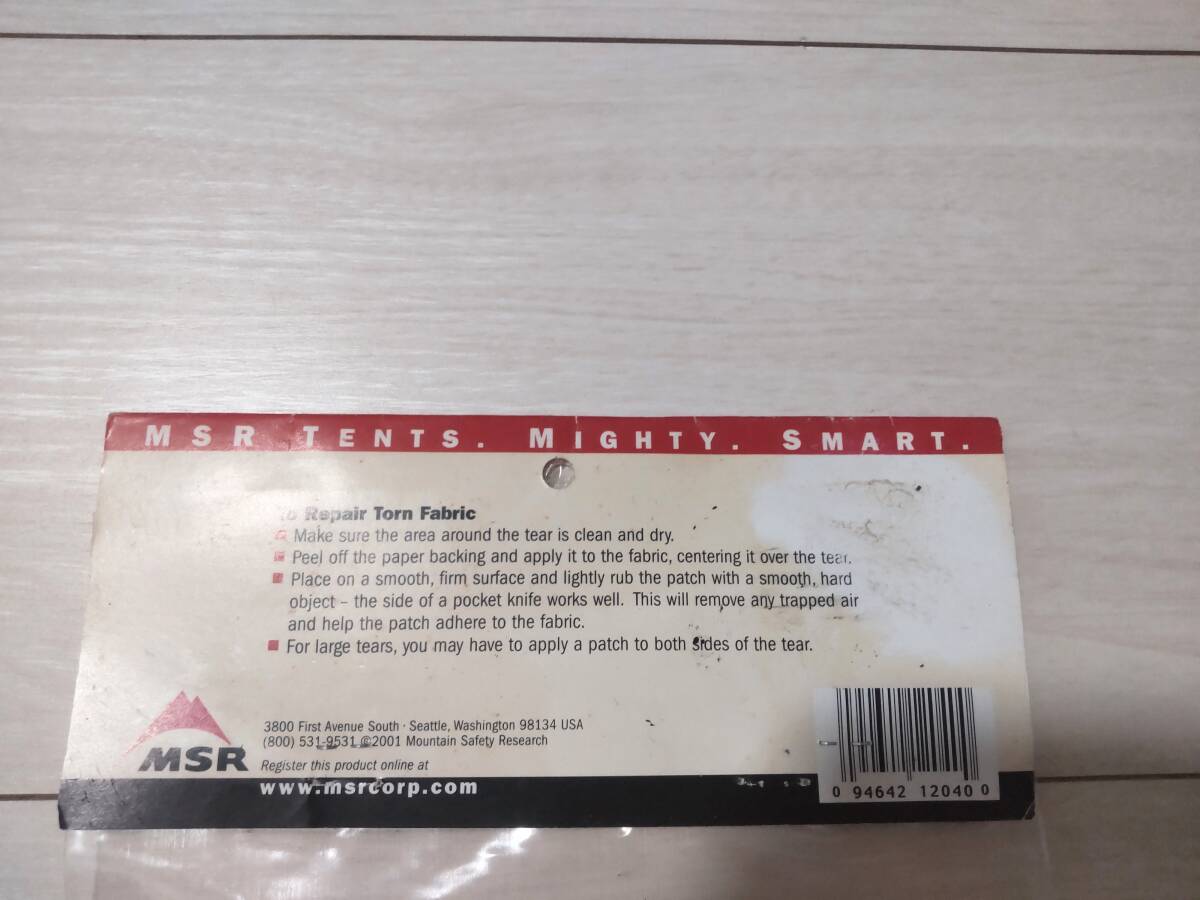 MSR TENTS. MIGHTY. SMART.
o Repair Torn Fabric
Make sure the area around the tear is clean and dry.
Peel off the paper backing and apply it to the fabric, centering it over the tear.
Place on a smooth, firm surface and lightly rub the patch with a smooth, hard
object – the side of a pocket knife works well. This will remove any trapped air
and help the patch adhere to the fabric.
For large tears, you may have to apply a patch to both sides of the tear.
3800 First Avenue South · Seattle, Washington 98134 USA
(800) 531-9531 ©2001 Mountain Safety Research
MSR
Register this product online at
www.msrcorp.com
0 94642 12040 0